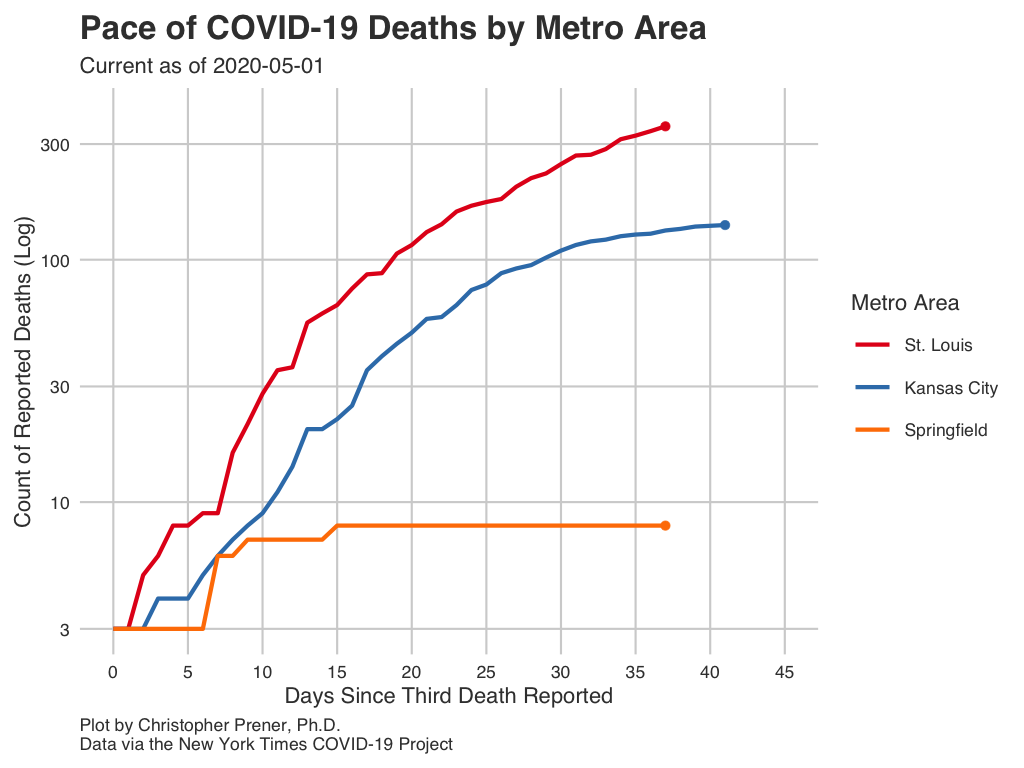 Pace of COVID-19 Deaths by Metro Area
Current as of 2020-05-01
Count of Reported Deaths (Log)
300
100
30
10
3
0 5 10 15 20 25 30 35 40 45
Days Since Third Death Reported
Metro Area
St. Louis
Kansas City
Springfield
Plot by Christopher Prener, Ph.D.
Data via the New York Times COVID-19 Project